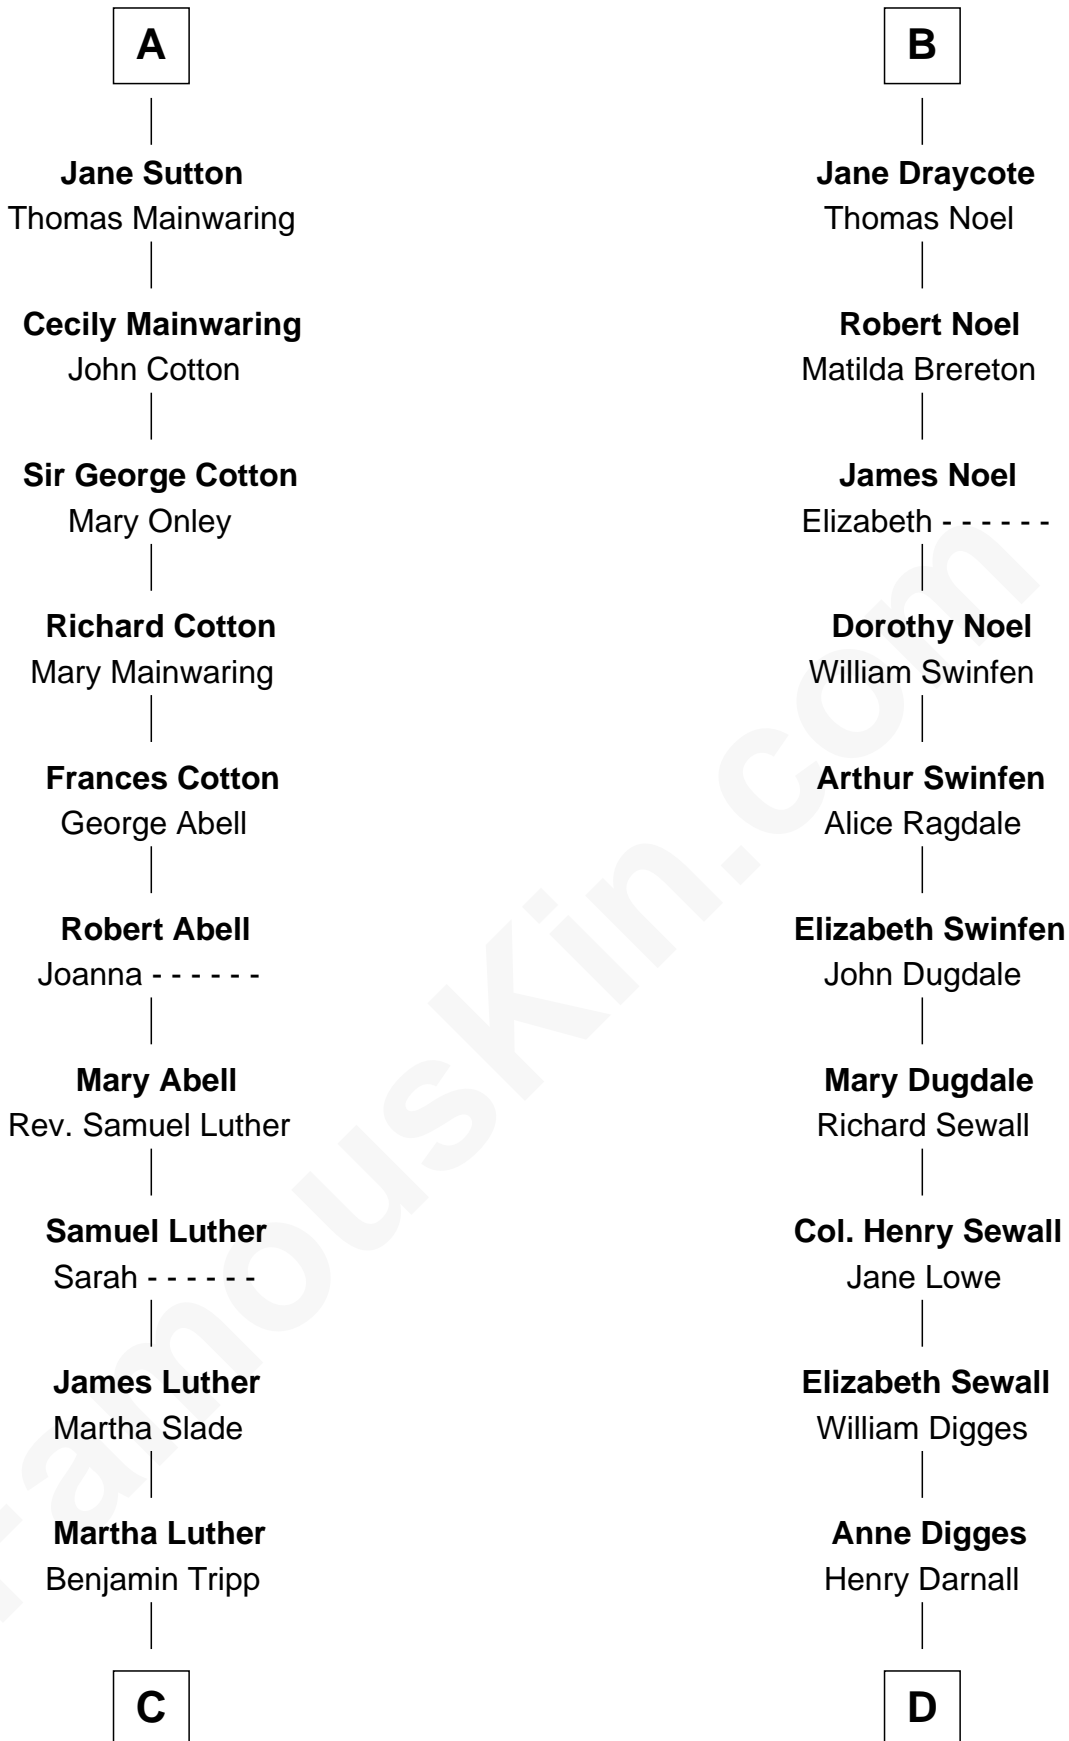 A
Jane Sutton
Thomas Mainwaring
Cecily Mainwaring
John Cotton
Sir George Cotton
Mary Onley
Richard Cotton
Mary Mainwaring
Frances Cotton
George Abell
Robert Abell
Joanna - - - - - -
Mary Abell
Rev. Samuel Luther
Samuel Luther
Sarah - - - - - -
James Luther
Martha Slade
Martha Luther
Benjamin Tripp
C
B
Jane Draycote
Thomas Noel
Robert Noel
Matilda Brereton
James Noel
Elizabeth - - - - - -
Dorothy Noel
William Swinfen
Arthur Swinfen
Alice Ragdale
Elizabeth Swinfen
John Dugdale
Mary Dugdale
Richard Sewall
Col. Henry Sewall
Jane Lowe
Elizabeth Sewall
William Digges
Anne Digges
Henry Darnall
D
FamousKin.com